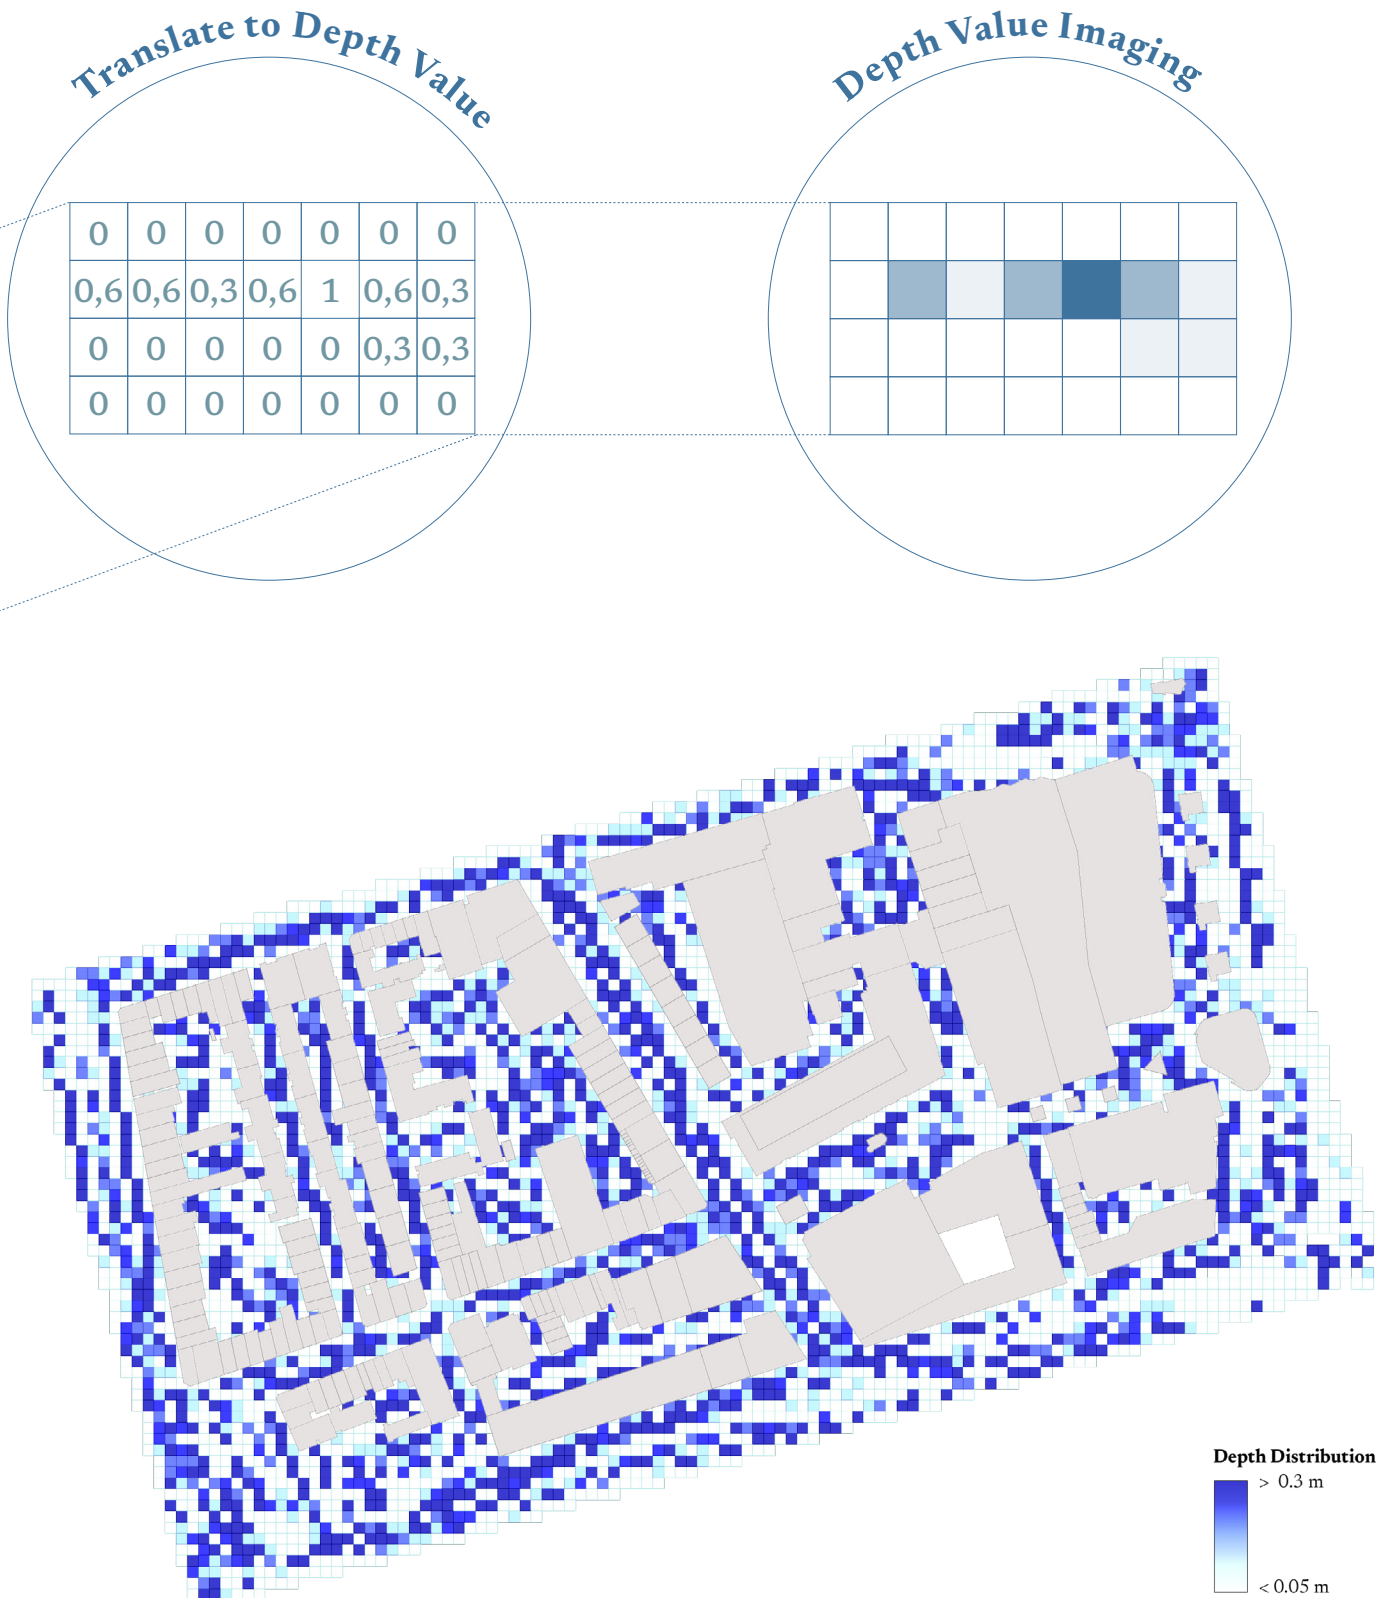 Translate to Depth Value
Depth Value Imaging
0 0 0 0 0 0 0
0,6 0,6 0,3 0,6 1 0,6 0,3
0 0 0 0 0 0,3 0,3
0 0 0 0 0 0 0
Depth Distribution
> 0.3 m
< 0.05 m